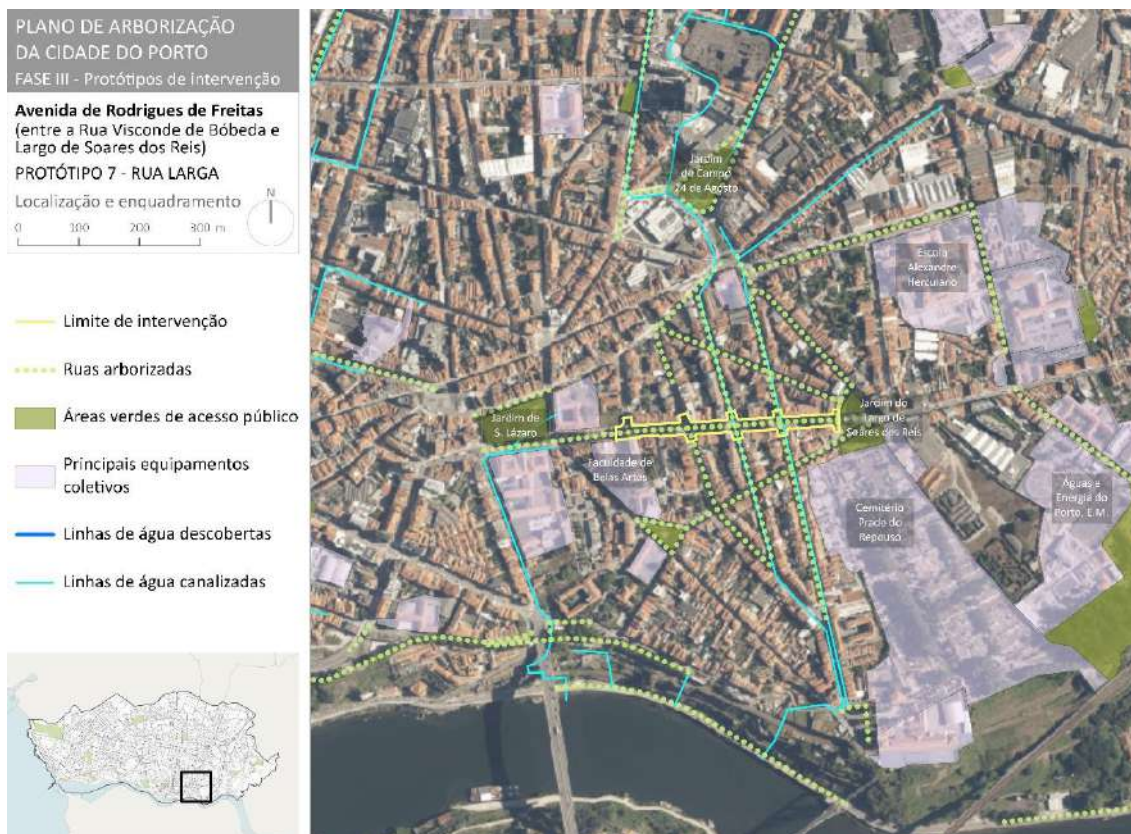 PLANO DE ARBORIZAÇÃO
DA CIDADE DO PORTO
FASE III - Protótipos de intervenção
Avenida de Rodrigues de Freitas
(entre a Rua Visconde de Bóbeda e
Largo de Soares dos Reis)
PROTÓTIPO 7 - RUA LARGA
Localização e enquadramento
N
0 100 200 300 m
Limite de intervenção
Ruas arborizadas
Áreas verdes de acesso público
Principais equipamentos
coletivos
Linhas de água descobertas
Linhas de água canalizadas
Jardim
do Campo
24 de Agosto
Escola
Alexandre
Herculano
Jardim de
S. Lázaro
Jardim do
Largo de
Soares dos Reis
Faculdade de
Belas Artes
Cemitério
Prado do
Repouso
Águas e
Energia do
Porto, E.M.